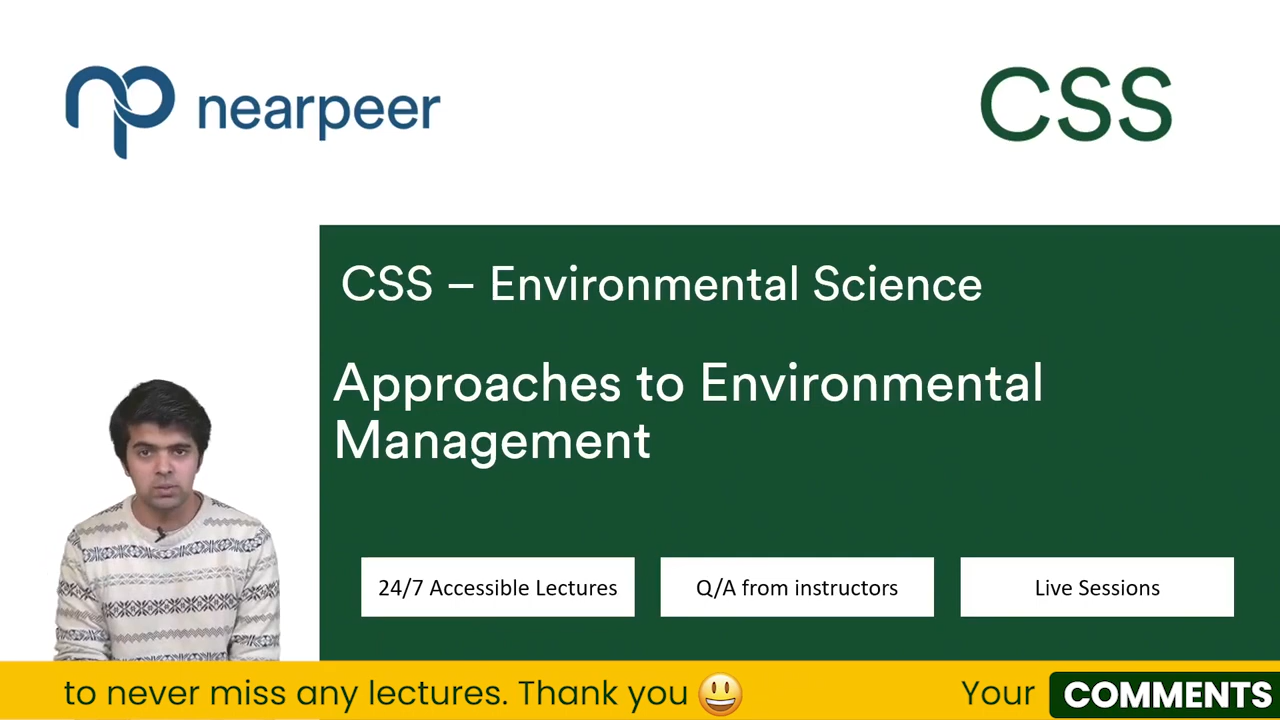 nearpeer
CSS
CSS – Environmental Science
Approaches to Environmental
Management
24/7 Accessible Lectures
Q/A from instructors
Live Sessions
to never miss any lectures. Thank you 😃 Your COMMENTS